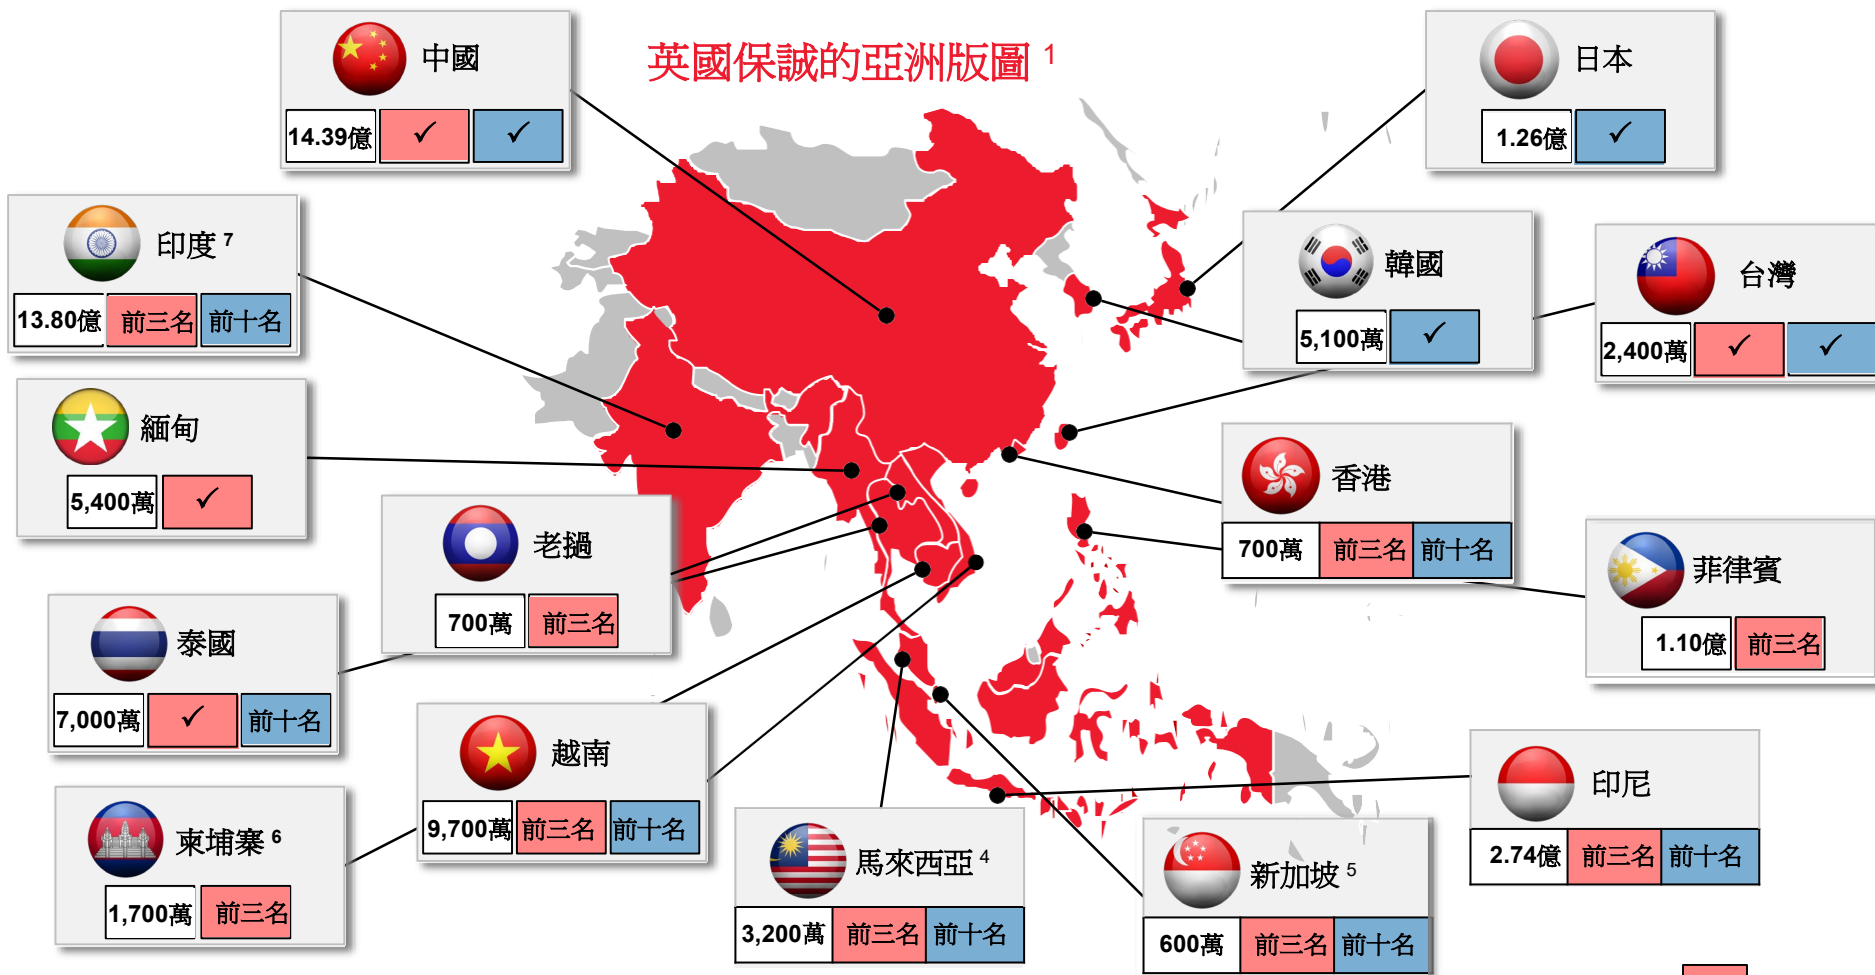 英國保誠的亞洲版圖 1
中國
14.39億 ✓ ✓
日本
1.26億 ✓
印度 7
13.80億 前三名 前十名
韓國
5,100萬 ✓
台灣
2,400萬 ✓ ✓
緬甸
5,400萬 ✓
香港
700萬 前三名 前十名
老撾
700萬 前三名
菲律賓
1.10億 前三名
泰國
7,000萬 ✓ 前十名
越南
9,700萬 前三名 前十名
印尼
2.74億 前三名 前十名
柬埔寨 6
1,700萬 前三名
馬來西亞 4
3,200萬 前三名 前十名
新加坡 5
600萬 前三名 前十名